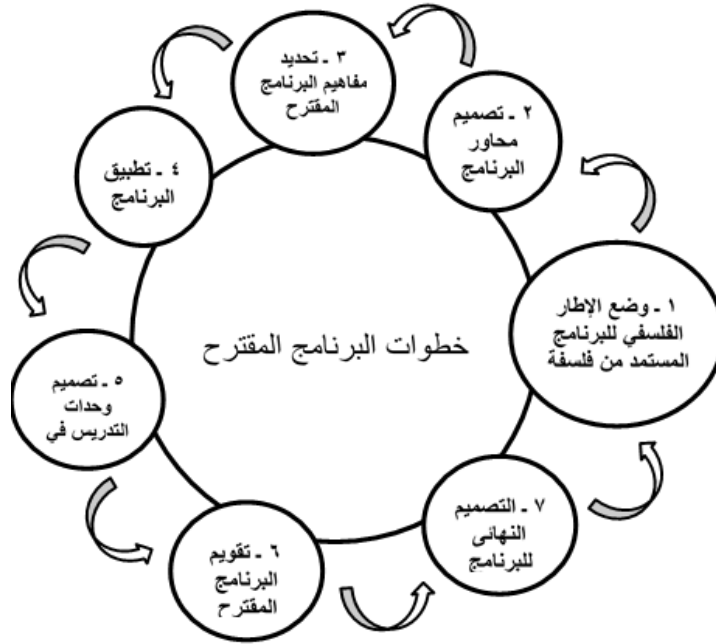 خطوات البرنامج المقترح
١ ـ وضع الإطار
الفلسفي للبرنامج
المستمد من فلسفة
٢ ـ تصميم
محاور
البرنامج
٣ ـ تحديد
مفاهيم البرنامج
المقترح
٤ ـ تطبيق
البرنامج
٥ ـ تصميم
وحدات
التدريس في
٦ ـ تقويم
البرنامج
المقترح
٧ ـ التصميم
النهائى
للبرنامج